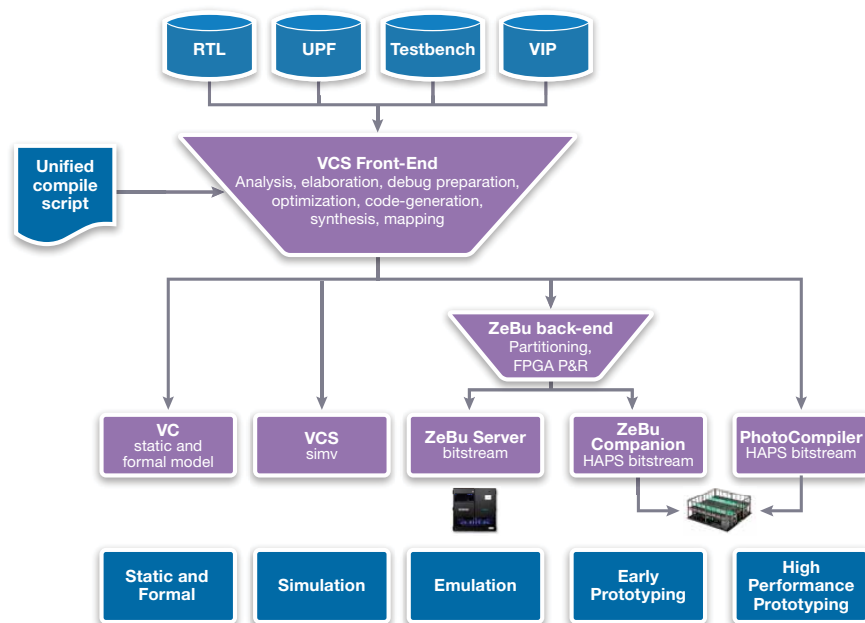 RTL
UPF
Testbench
VIP
Unified
compile
script
VCS Front-End
Analysis, elaboration, debug preparation,
optimization, code-generation,
synthesis, mapping
ZeBu back-end
Partitioning,
FPGA P&R
VC
static and
formal model
VCS
simv
ZeBu Server
bitstream
ZeBu
Companion
HAPS bitstream
PhotoCompiler
HAPS bitstream
Static and
Formal
Simulation
Emulation
Early
Prototyping
High
Performance
Prototyping